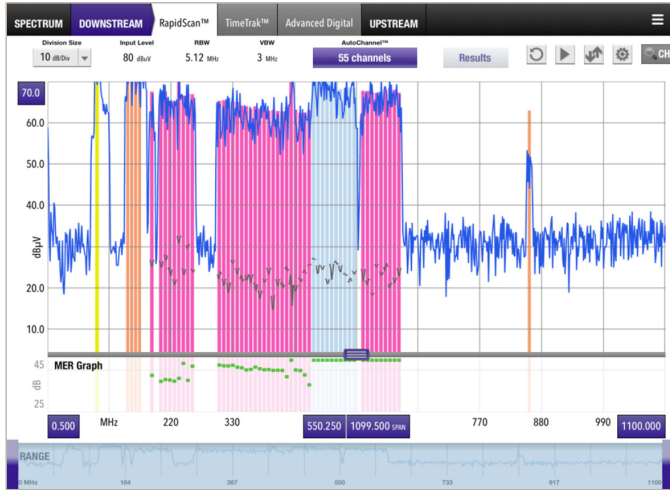 SPECTRUM DOWNSTREAM RapidScan™ TimeTrak™ Advanced Digital UPSTREAM
Division Size Input Level RBW VBW AutoChannel™
10 dB/Div 80 dBuV 5.12 MHz 3 MHz 55 channels Results CH
70.0
60.0
50.0
40.0
dBµV
20.0
10.0
45 MER Graph
dB
25
0.500 MHz 220 330 550.250 1099.500 SPAN 770 880 990 1100.000
RANGE
0 MHz 184 367 550 733 917 1100